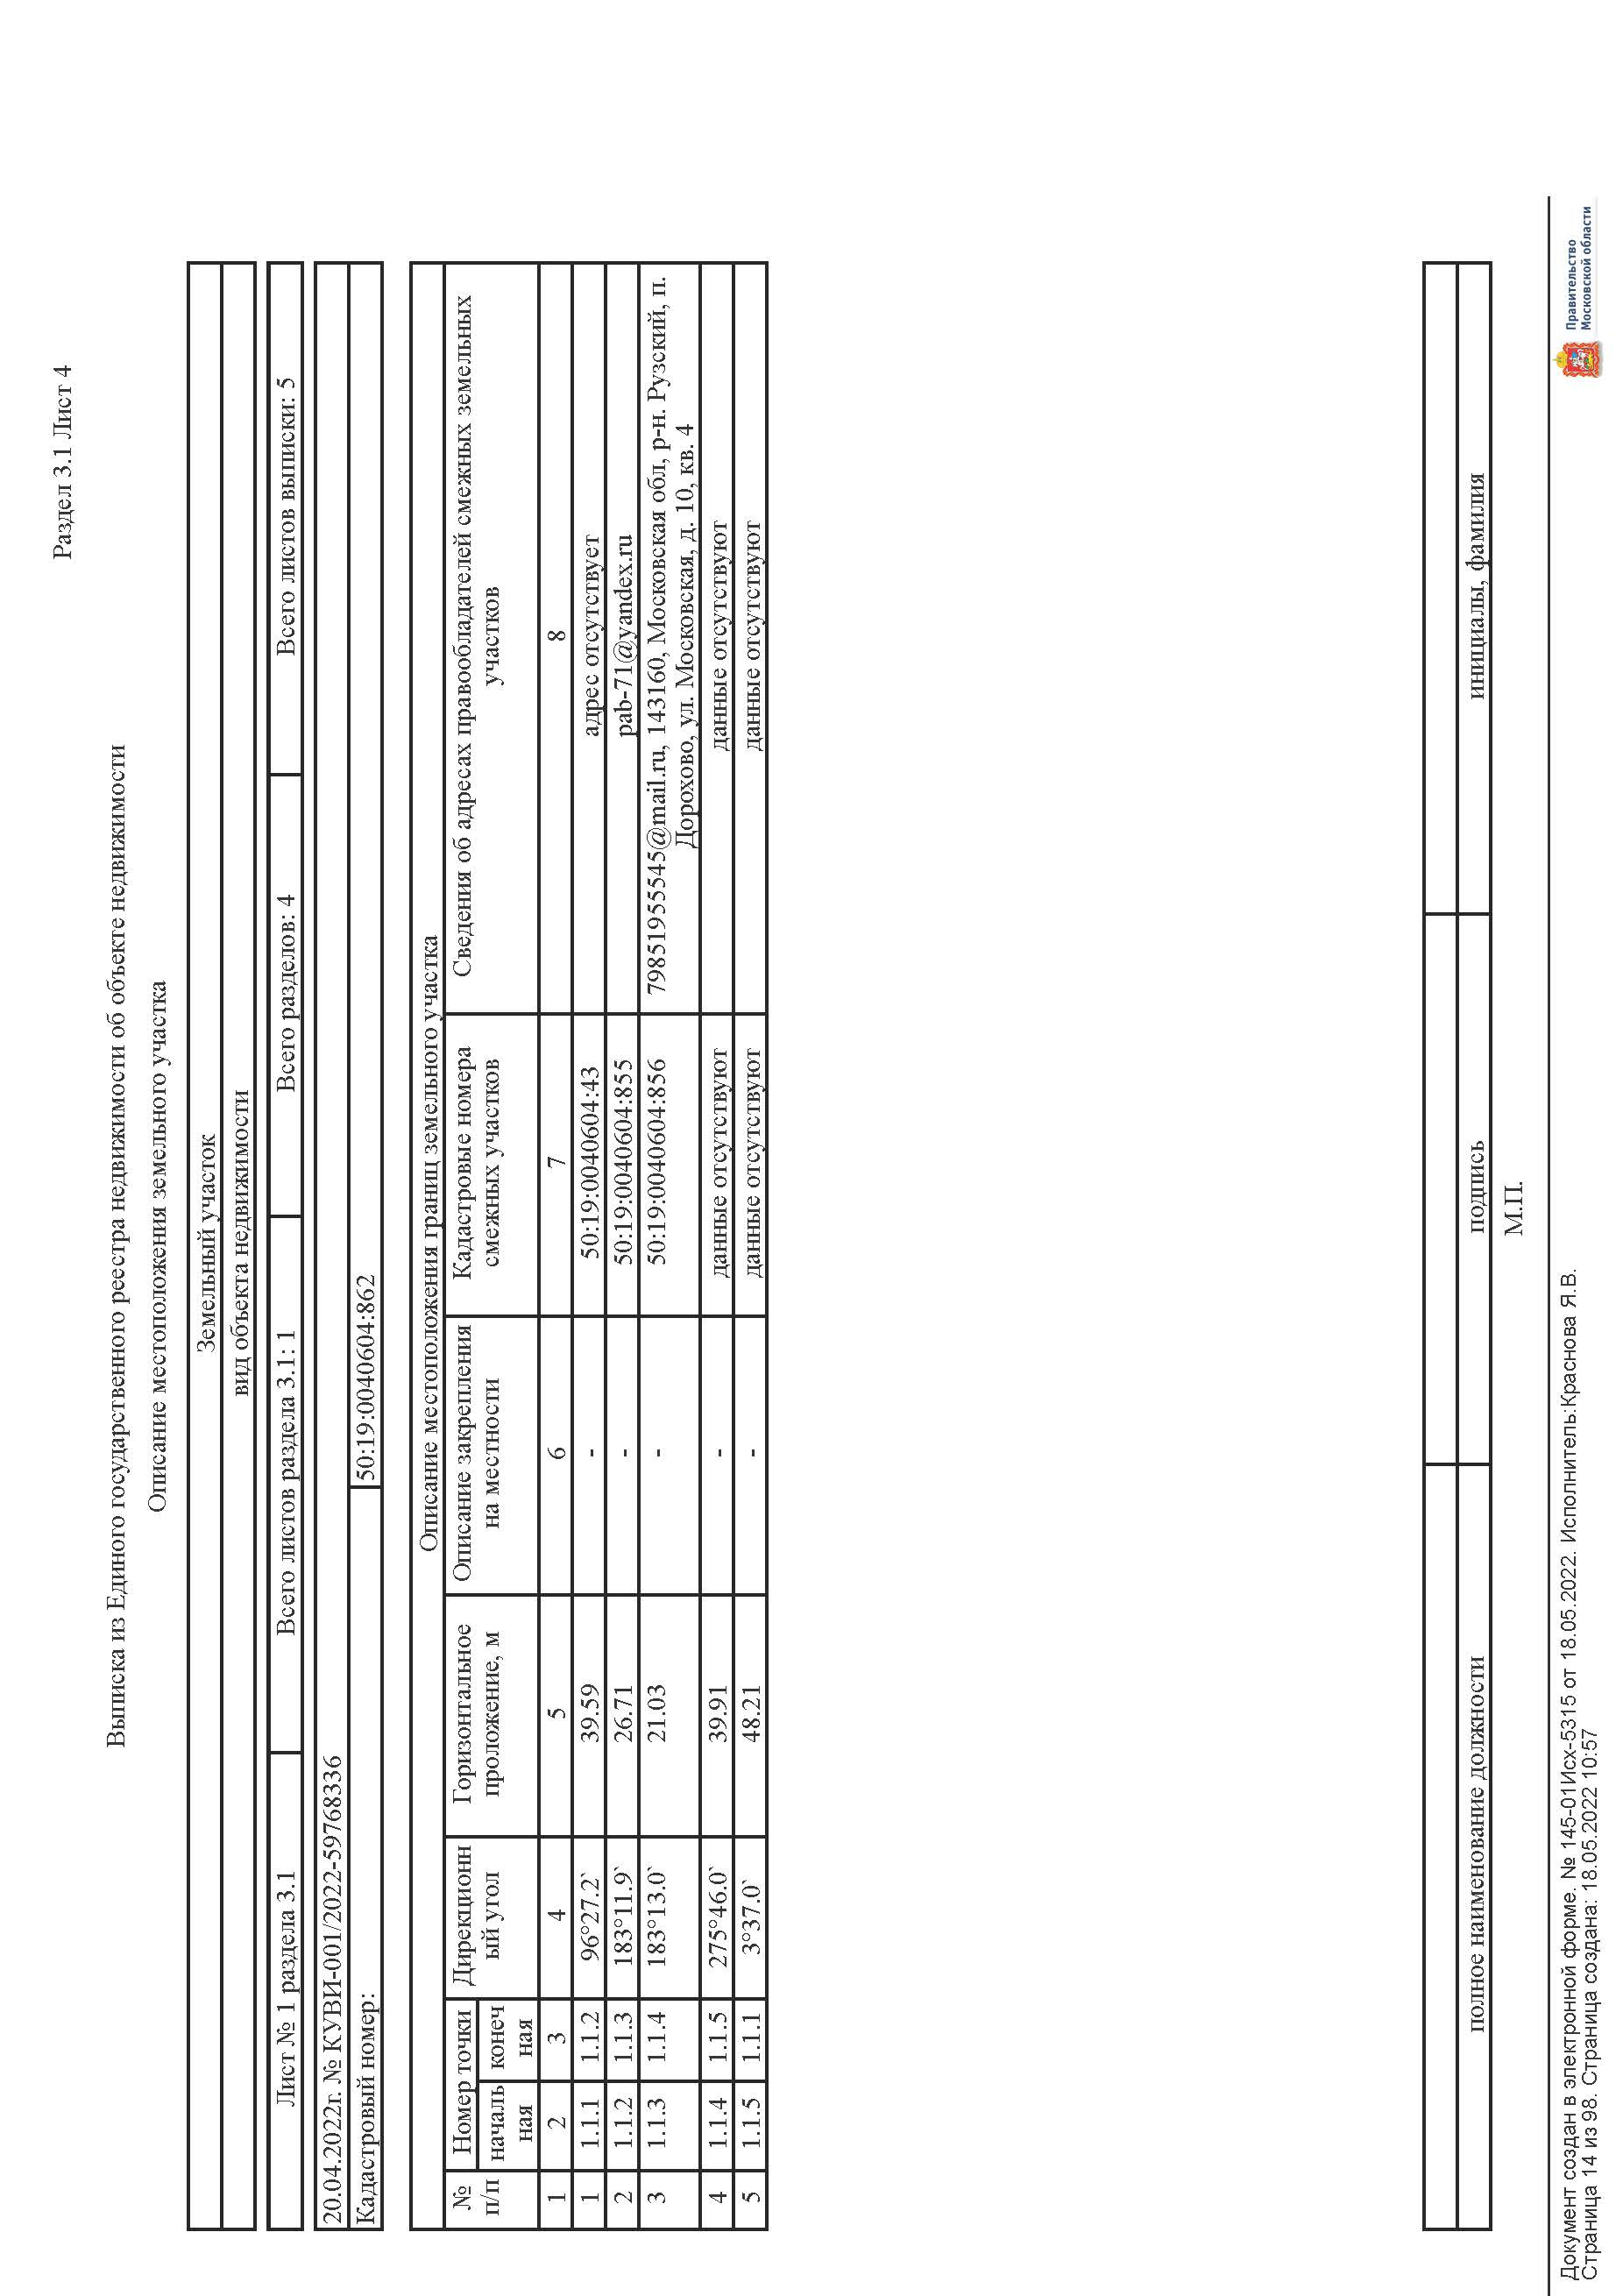 Раздел 3.1 Лист 4
Выписка из Единого государственного реестра недвижимости об объекте недвижимости
Описание местоположения земельного участка
Земельный участок
вид объекта недвижимости
Лист № 1 раздела 3.1 Всего листов раздела 3.1: 1 Всего разделов: 4 Всего листов выписки: 5
20.04.2022г. № КУВИ-001/2022-59768336
Кадастровый номер: 50:19:0040604:862
Описание местоположения границ земельного участка
№ Номер точки Дирекционн Горизонтальное Описание закрепления Кадастровые номера Сведения об адресах правообладателей смежных земельных
п/п началь конеч ый угол проложение, м на местности смежных участков участков
ная ная
1 2 3 4 5 6 7 8
1 1.1.1 1.1.2 96°27.2` 39.59 - 50:19:0040604:43 адрес отсутствует
2 1.1.2 1.1.3 183°11.9` 26.71 - 50:19:0040604:855 pab-71@yandex.ru
3 1.1.3 1.1.4 183°13.0` 21.03 - 50:19:0040604:856 79851955545@mail.ru, 143160, Московская обл, р-н. Рузский, п.
Дорохово, ул. Московская, д. 10, кв. 4
4 1.1.4 1.1.5 275°46.0` 39.91 - данные отсутствуют данные отсутствуют
5 1.1.5 1.1.1 3°37.0` 48.21 - данные отсутствуют данные отсутствуют
полное наименование должности подпись инициалы, фамилия
М.П.
Документ создан в электронной форме. № 145-01Исх-5315 от 18.05.2022. Исполнитель:Краснова Я.В.
Страница 14 из 98. Страница создана: 18.05.2022 10:57
Правительство
Московской области